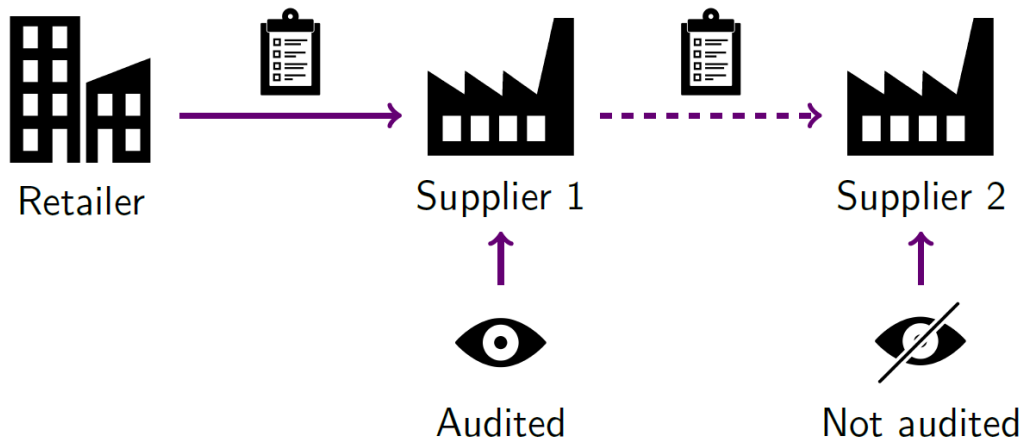 Retailer
Supplier 1
Supplier 2
Audited
Not audited